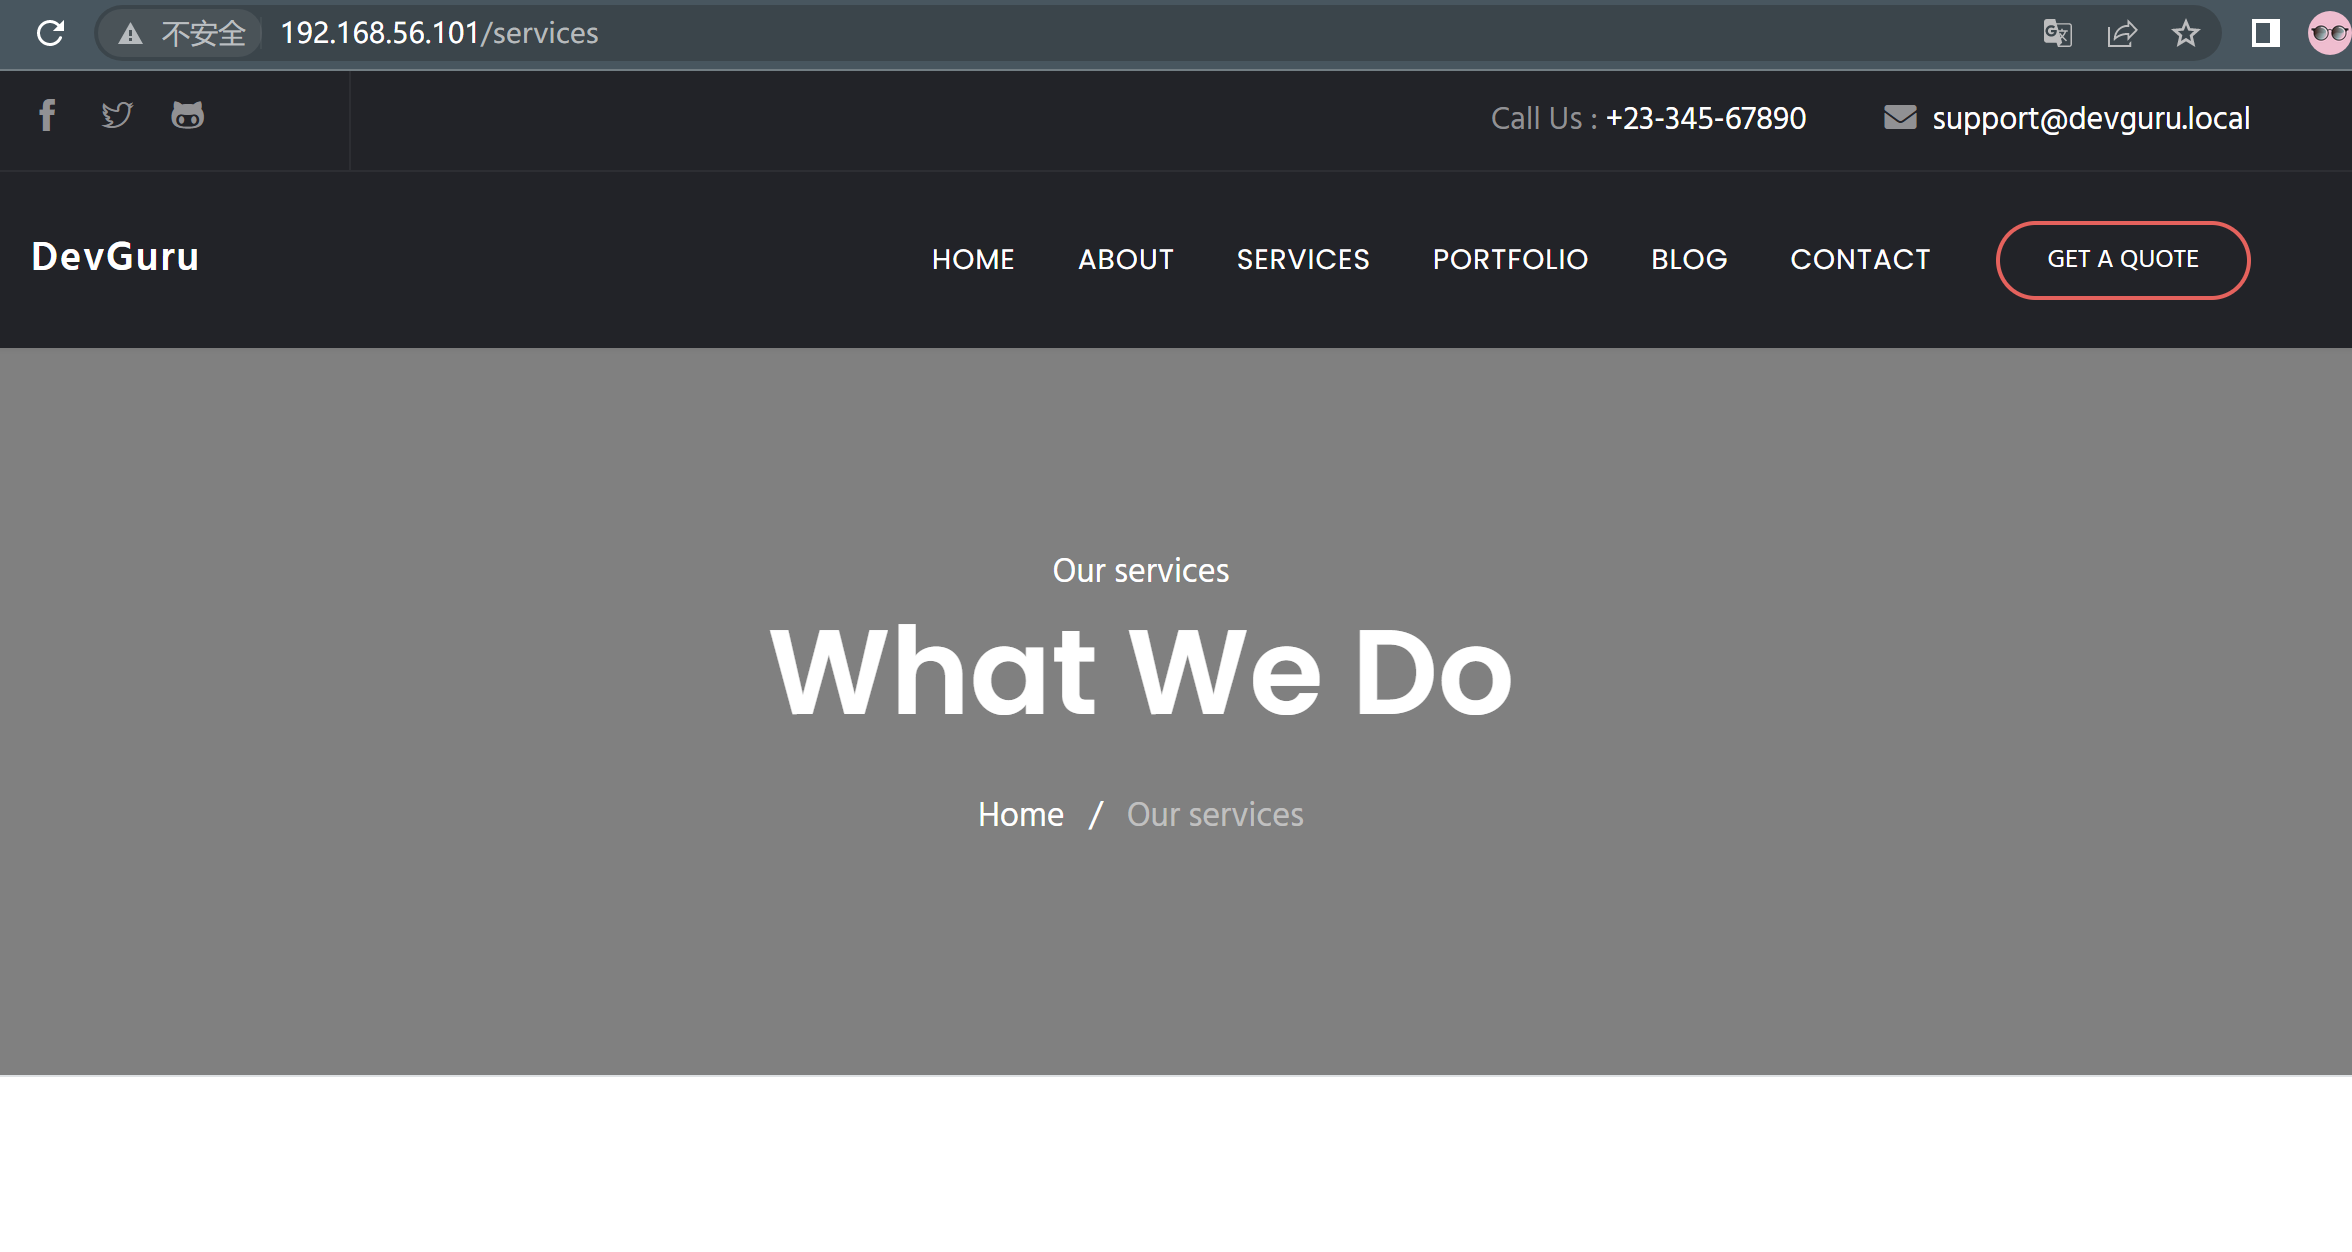 不安全 192.168.56.101/services
Call Us : +23-345-67890 support@devguru.local
DevGuru HOME ABOUT SERVICES PORTFOLIO BLOG CONTACT GET A QUOTE
Our services
What We Do
Home / Our services